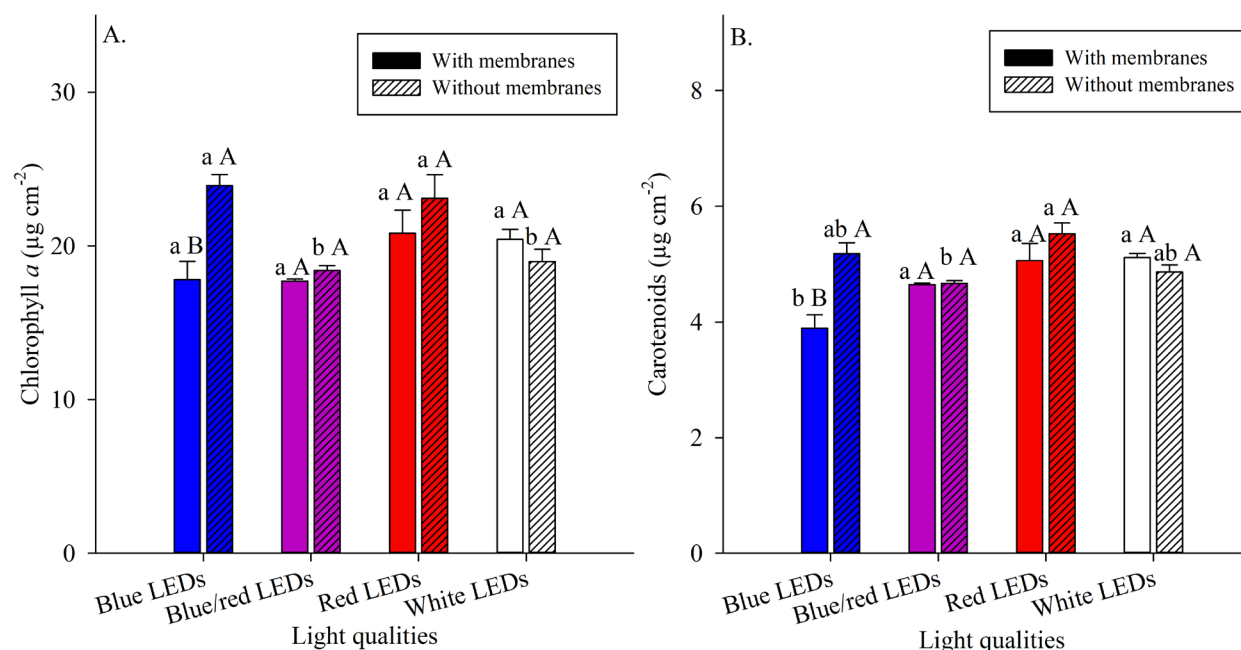 A.
With membranes
Without membranes
30
20
10
0
Chlorophyll a (µg cm⁻²)
a B
a A
a A
b A
a A
a A
a A
b A
Blue LEDs
Blue/red LEDs
Red LEDs
White LEDs
Light qualities
B.
With membranes
Without membranes
8
6
4
2
0
Carotenoids (µg cm⁻²)
b B
ab A
a A
b A
a A
a A
a A
ab A
Blue LEDs
Blue/red LEDs
Red LEDs
White LEDs
Light qualities